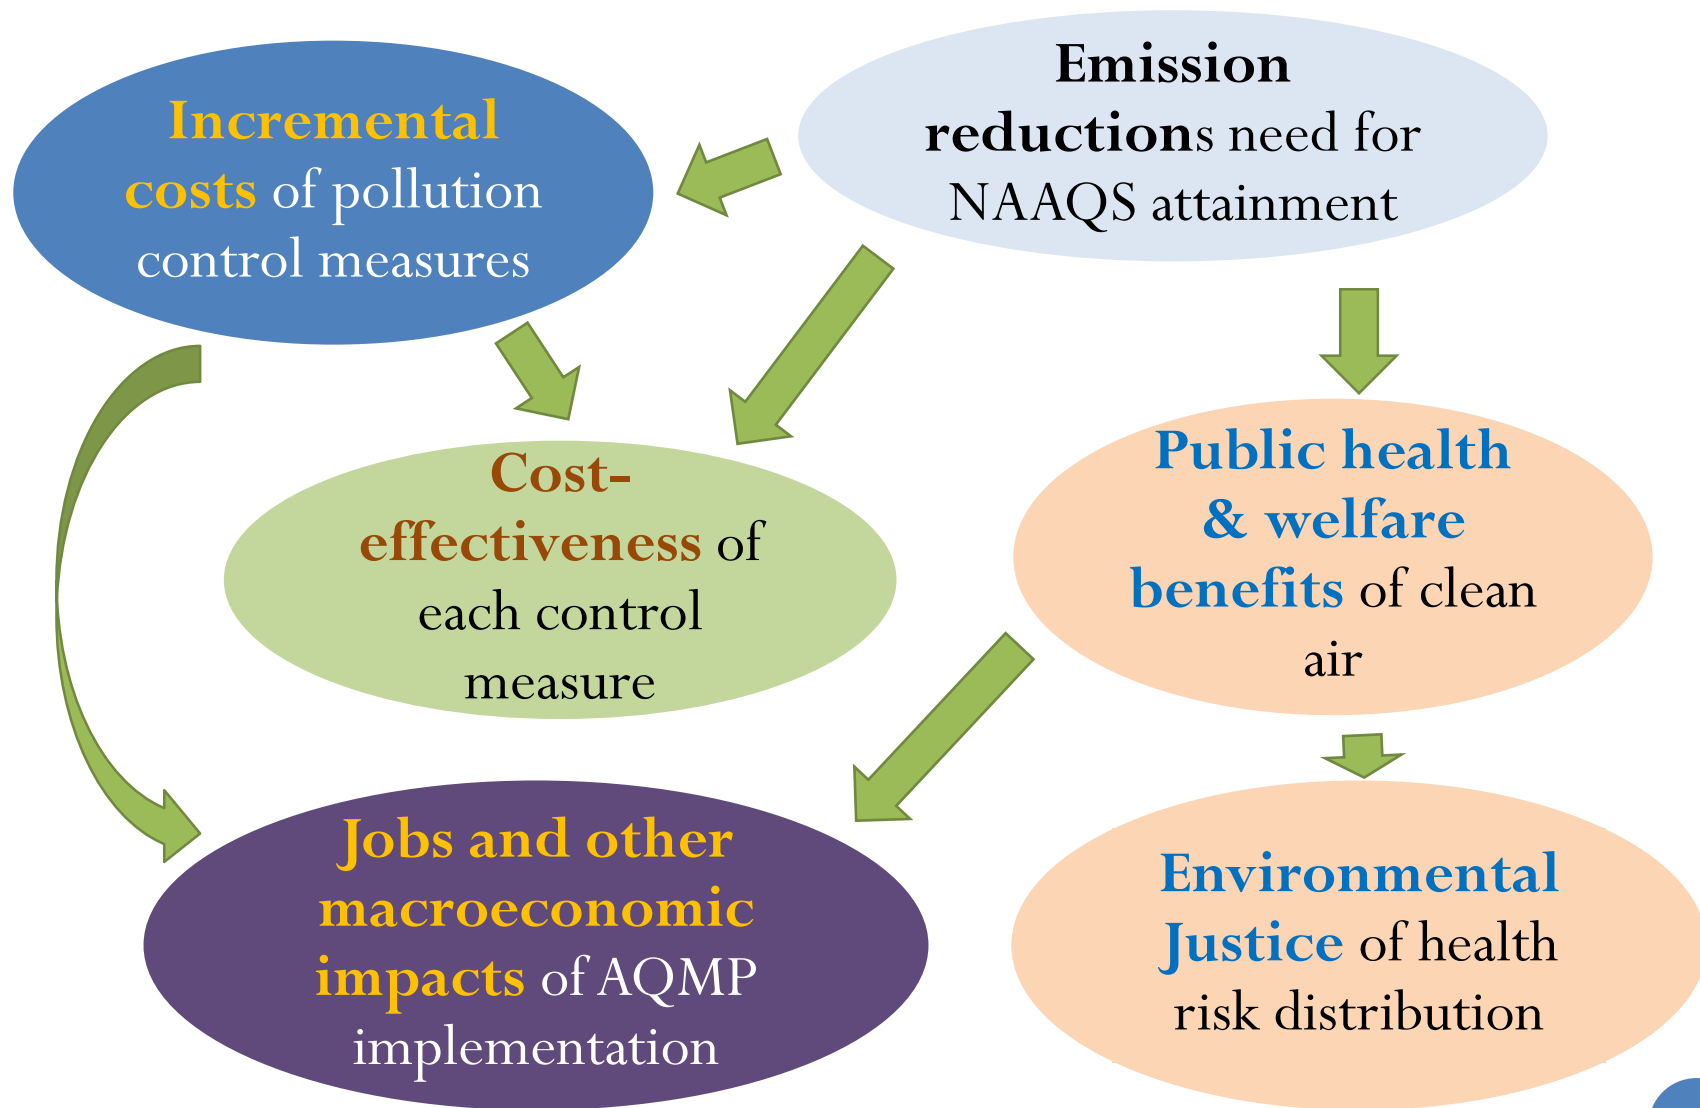 Incremental
costs of pollution
control measures
Emission
reductions need for
NAAQS attainment
Cost-
effectiveness of
each control
measure
Public health
& welfare
benefits of clean
air
Jobs and other
macroeconomic
impacts of AQMP
implementation
Environmental
Justice of health
risk distribution